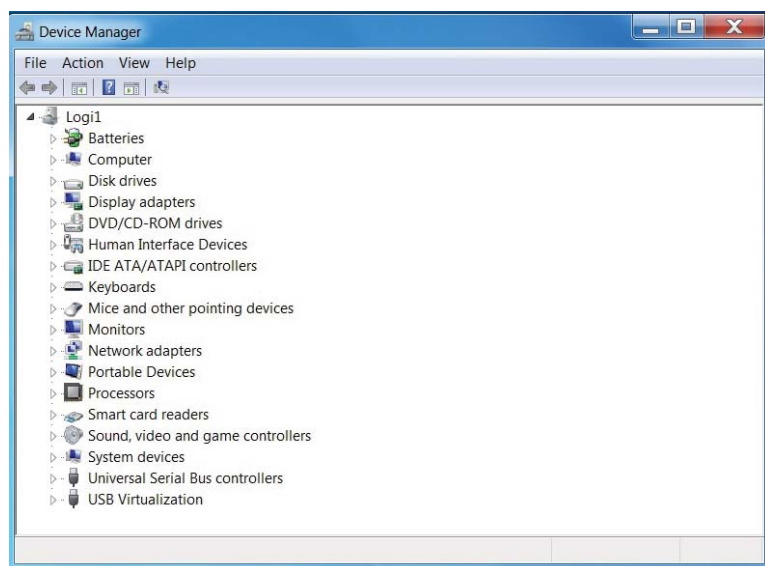 Device Manager
File Action View Help
Logi1
Batteries
Computer
Disk drives
Display adapters
DVD/CD-ROM drives
Human Interface Devices
IDE ATA/ATAPI controllers
Keyboards
Mice and other pointing devices
Monitors
Network adapters
Portable Devices
Processors
Smart card readers
Sound, video and game controllers
System devices
Universal Serial Bus controllers
USB Virtualization